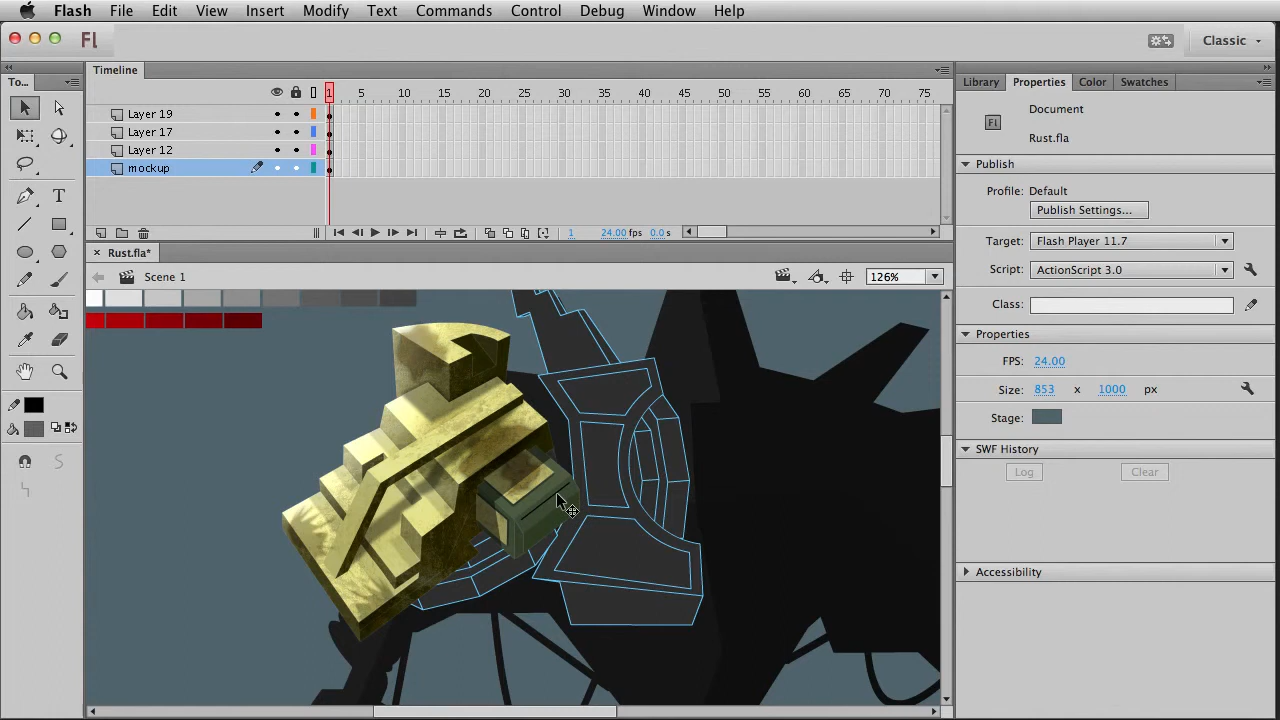 Flash File Edit View Insert Modify Text Commands Control Debug Window Help
Fl Classic
To... Timeline Library Properties Color Swatches
1 5 10 15 20 25 30 35 40 45 50 55 60 65 70 75
Layer 19
Layer 17
Layer 12
mockup
1 24.00 fps 0.0 s
Rust.fla*
Scene 1 126%
Fl Document
Rust.fla
Publish
Profile: Default
Publish Settings...
Target: Flash Player 11.7
Script: ActionScript 3.0
Class:
Properties
FPS: 24.00
Size: 853 x 1000 px
Stage:
SWF History
Log Clear
Accessibility